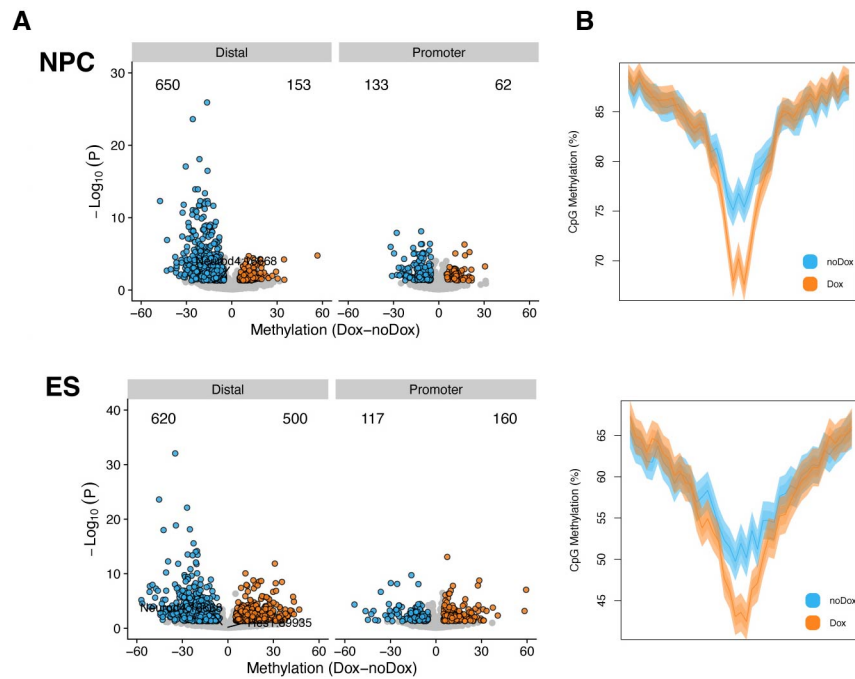 A
B
NPC
Distal
Promoter
650
153
133
62
30
20
10
0
−Log10 (P)
Neurod4.
−60
−30
0
30
60
−60
−30
0
30
60
Methylation (Dox−noDox)
85
80
75
70
CpG Methylation (%)
noDox
Dox
ES
Distal
Promoter
620
500
117
160
40
30
20
10
0
−Log10 (P)
−60
−30
0
30
60
−60
−30
0
30
60
Methylation (Dox−noDox)
65
60
55
50
45
CpG Methylation (%)
noDox
Dox